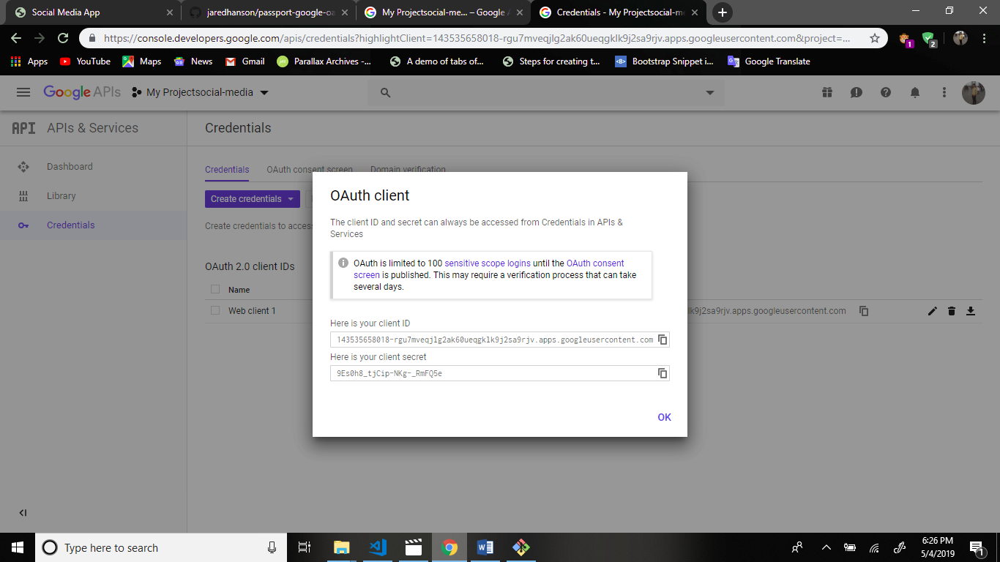 Social Media App
jaredhanson/passport-google-oa
My Projectsocial-me... – Google A
Credentials - My Projectsocial-me
https://console.developers.google.com/apis/credentials?highlightClient=143535658018-rgu7mveqjlg2ak60ueqgklk9j2sa9rjv.apps.googleusercontent.com&project=...
1
2
Apps
YouTube
Maps
News
Gmail
Parallax Archives -...
A demo of tabs of...
Steps for creating t...
Bootstrap Snippet i...
Google Translate
Google APIs
My Projectsocial-media
API APIs & Services
Credentials
Dashboard
Library
Credentials
Credentials
OAuth consent screen
Domain verification
Create credentials
Create credentials to access
OAuth 2.0 client IDs
Name
Web client 1
lk9j2sa9rjv.apps.googleusercontent.com
OAuth client
The client ID and secret can always be accessed from Credentials in APIs &
Services
OAuth is limited to 100 sensitive scope logins until the OAuth consent
screen is published. This may require a verification process that can take
several days.
Here is your client ID
143535658018-rgu7mveqjlg2ak60ueqgklk9j2sa9rjv.apps.googleusercontent.com
Here is your client secret
9Es0h8_tjCip-NKg-_RmFQ5e
OK
Type here to search
6:26 PM
5/4/2019
1